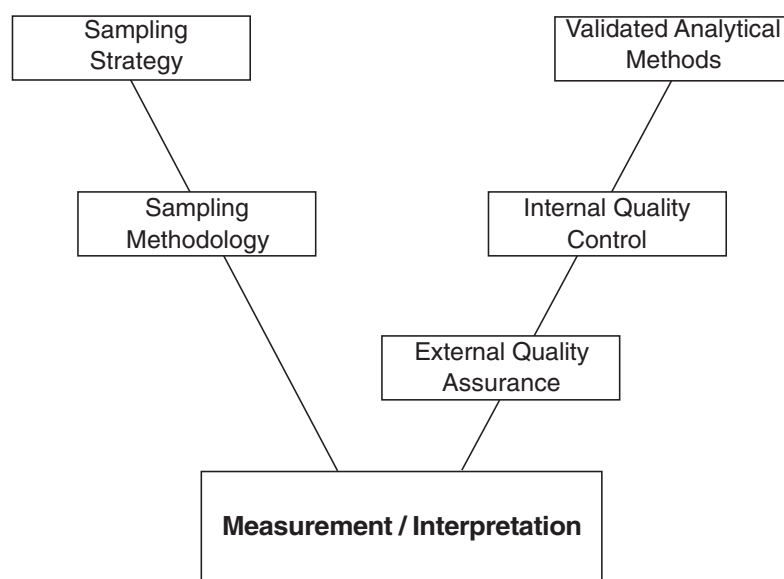 Sampling
Strategy
Validated Analytical
Methods
Sampling
Methodology
Internal Quality
Control
External Quality
Assurance
Measurement / Interpretation